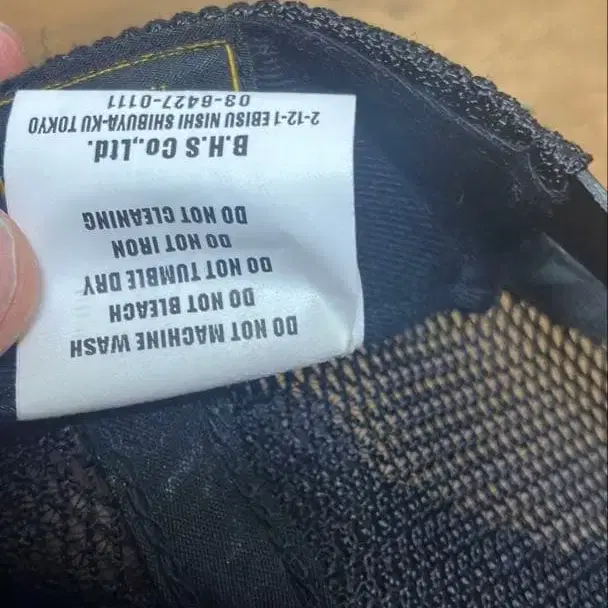 DO NOT MACHINE WASH
DO NOT BLEACH
DO NOT TUMBLE DRY
DO NOT IRON
DO NOT CLEANING
B.H.S Co.,Ltd.
2-12-1 EBISU NISHI SHIBUYA-KU TOKYO
03-6427-0111